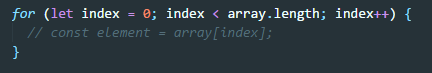 for (let index = 0; index < array.length; index++) {
// const element = array[index];
}